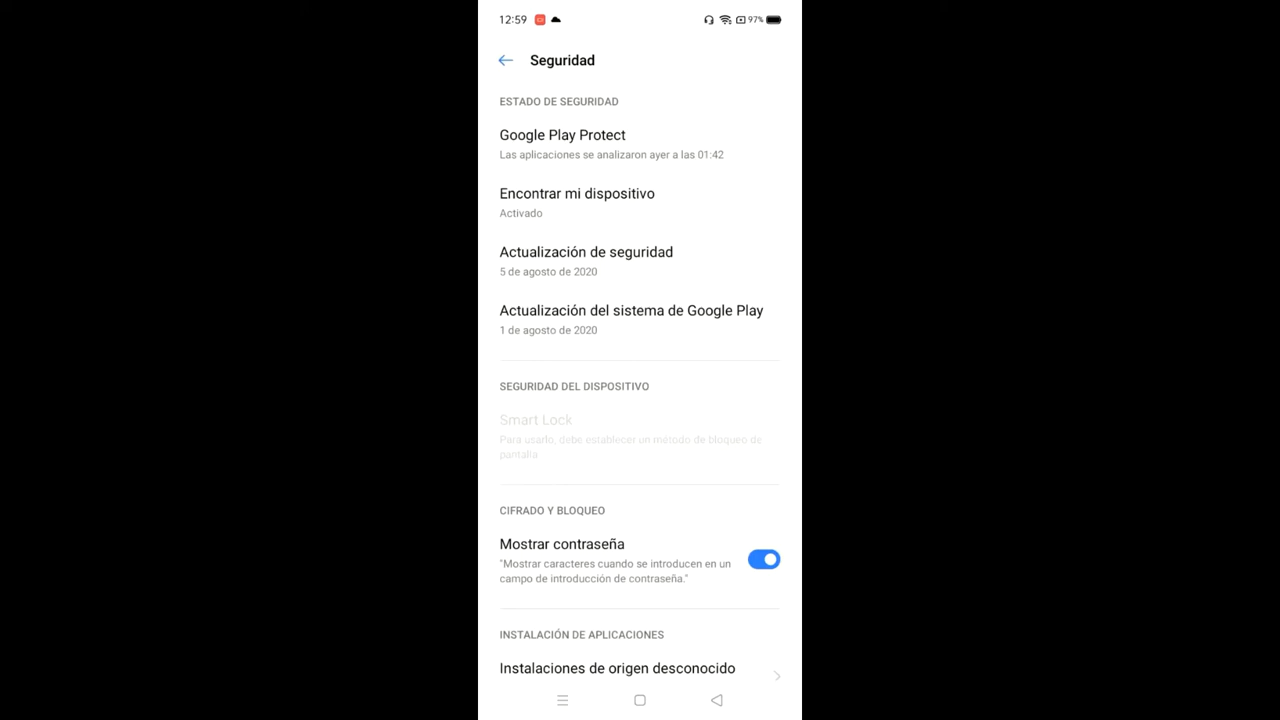 12:59 97%
Seguridad
ESTADO DE SEGURIDAD
Google Play Protect
Las aplicaciones se analizaron ayer a las 01:42
Encontrar mi dispositivo
Activado
Actualización de seguridad
5 de agosto de 2020
Actualización del sistema de Google Play
1 de agosto de 2020
SEGURIDAD DEL DISPOSITIVO
Smart Lock
Para usarlo, debe establecer un método de bloqueo de
pantalla
CIFRADO Y BLOQUEO
Mostrar contraseña
"Mostrar caracteres cuando se introducen en un
campo de introducción de contraseña."
INSTALACIÓN DE APLICACIONES
Instalaciones de origen desconocido